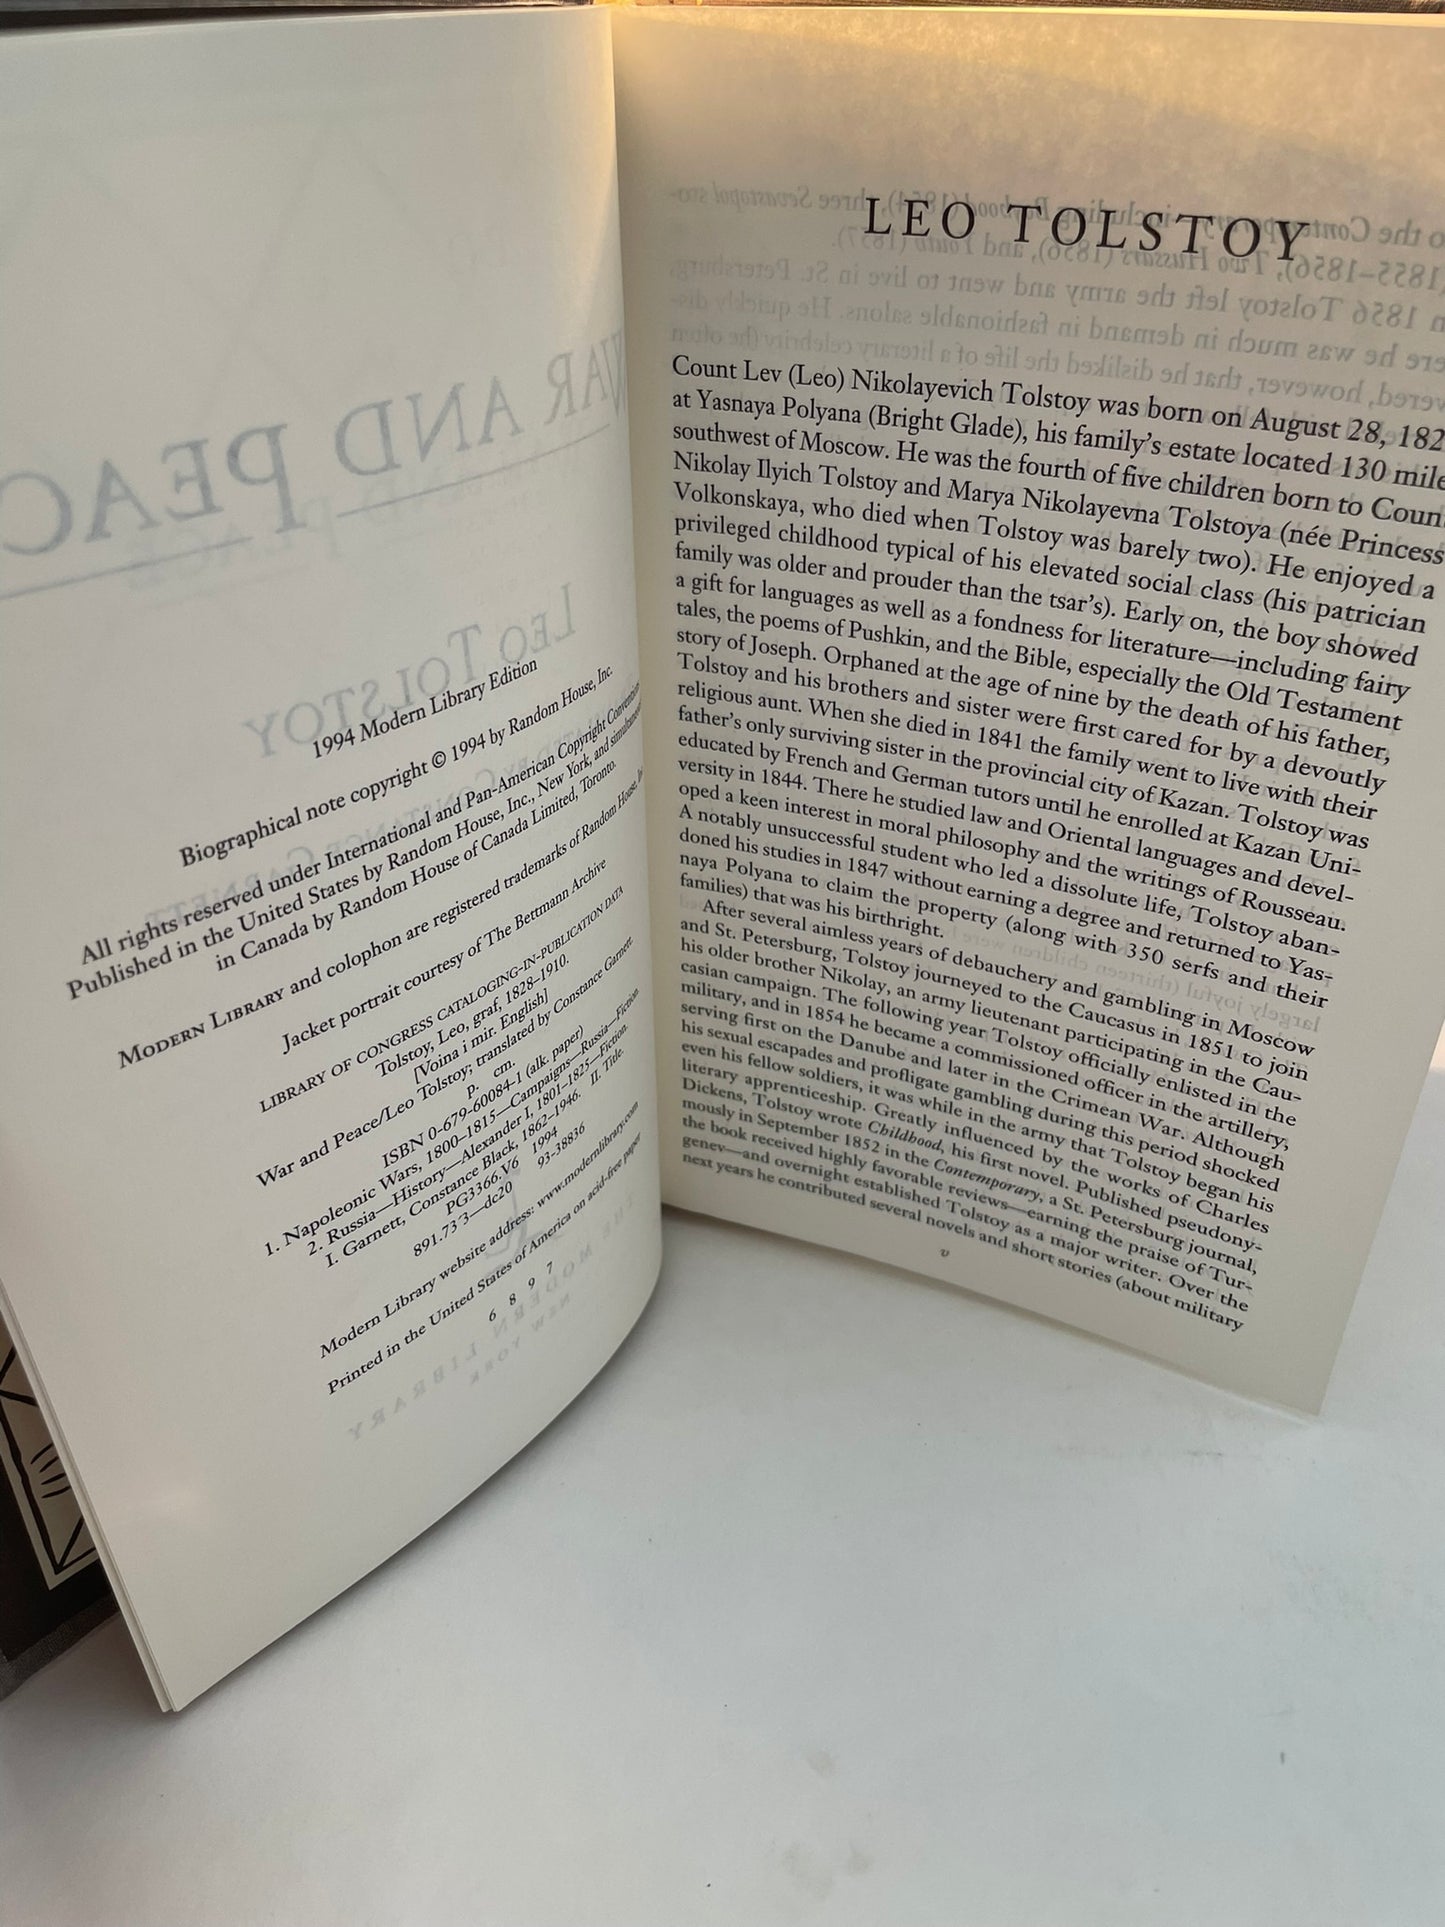 1994 Modern Library Edition
Biographical note copyright © 1994 by Random House, Inc.
All rights reserved under International and Pan-American Copyright Conventions.
Published in the United States by Random House, Inc., New York, and simultaneously
in Canada by Random House of Canada Limited, Toronto.
MODERN LIBRARY and colophon are registered trademarks of Random House, Inc.
Jacket portrait courtesy of The Bettmann Archive
LIBRARY OF CONGRESS CATALOGING-IN-PUBLICATION DATA
Tolstoy, Leo, graf, 1828–1910.
[Voina i mir. English]
War and Peace/Leo Tolstoy; translated by Constance Garnett.
p. cm.
ISBN 0-679-60084-1 (alk. paper)
1. Napoleonic Wars, 1800–1815—Campaigns—Russia—Fiction
2. Russia—History—Alexander I, 1801–1825—Fiction.
I. Garnett, Constance Black, 1862–1946. II. Title.
PG3366.V6 1994
891.73´3—dc20 93-38836
Modern Library website address: www.modernlibrary.com
Printed in the United States of America on acid-free paper
6 8 9 7
LEO TOLSTOY
Count Lev (Leo) Nikolayevich Tolstoy was born on August 28, 182
at Yasnaya Polyana (Bright Glade), his family's estate located 130 mile
southwest of Moscow. He was the fourth of five children born to Coun
Nikolay Ilyich Tolstoy and Marya Nikolayevna Tolstoya (née Princess
Volkonskaya, who died when Tolstoy was barely two). He enjoyed a
privileged childhood typical of his elevated social class (his patrician
family was older and prouder than the tsar's). Early on, the boy showed
a gift for languages as well as a fondness for literature—including fairy
tales, the poems of Pushkin, and the Bible, especially the Old Testament
story of Joseph. Orphaned at the age of nine by the death of his father,
Tolstoy and his brothers and sister were first cared for by a devoutly
religious aunt. When she died in 1841 the family went to live with their
father's only surviving sister in the provincial city of Kazan. Tolstoy was
educated by French and German tutors until he enrolled at Kazan Uni-
versity in 1844. There he studied law and Oriental languages and devel-
oped a keen interest in moral philosophy and the writings of Rousseau.
A notably unsuccessful student who led a dissolute life, Tolstoy aban-
doned his studies in 1847 without earning a degree and returned to Yas-
naya Polyana to claim the property (along with 350 serfs and their
families) that was his birthright.
After several aimless years of debauchery and gambling in Moscow
and St. Petersburg, Tolstoy journeyed to the Caucasus in 1851 to join
his older brother Nikolay, an army lieutenant participating in the Cau-
casian campaign. The following year Tolstoy officially enlisted in the
military, and in 1854 he became a commissioned officer in the artillery,
serving first on the Danube and later in the Crimean War. Although
his sexual escapades and profligate gambling during this period shocked
even his fellow soldiers, it was while in the army that Tolstoy began his
literary apprenticeship. Greatly influenced by the works of Charles
Dickens, Tolstoy wrote Childhood, his first novel. Published pseudony-
mously in September 1852 in the Contemporary, a St. Petersburg journal,
the book received highly favorable reviews—earning the praise of Tur-
genev—and overnight established Tolstoy as a major writer. Over the
next years he contributed several novels and short stories (about military
v